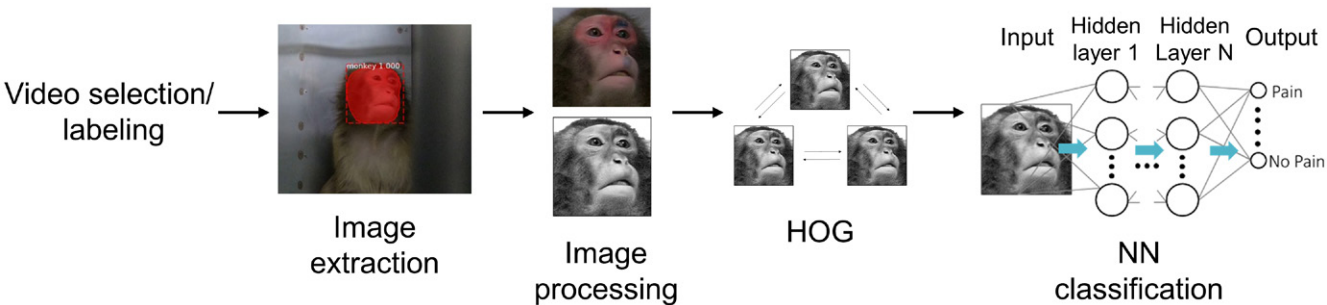 Video selection/
labeling
monkey 1.000
Image
extraction
Image
processing
HOG
Input
Hidden
layer 1
Hidden
Layer N
Output
Pain
No Pain
NN
classification